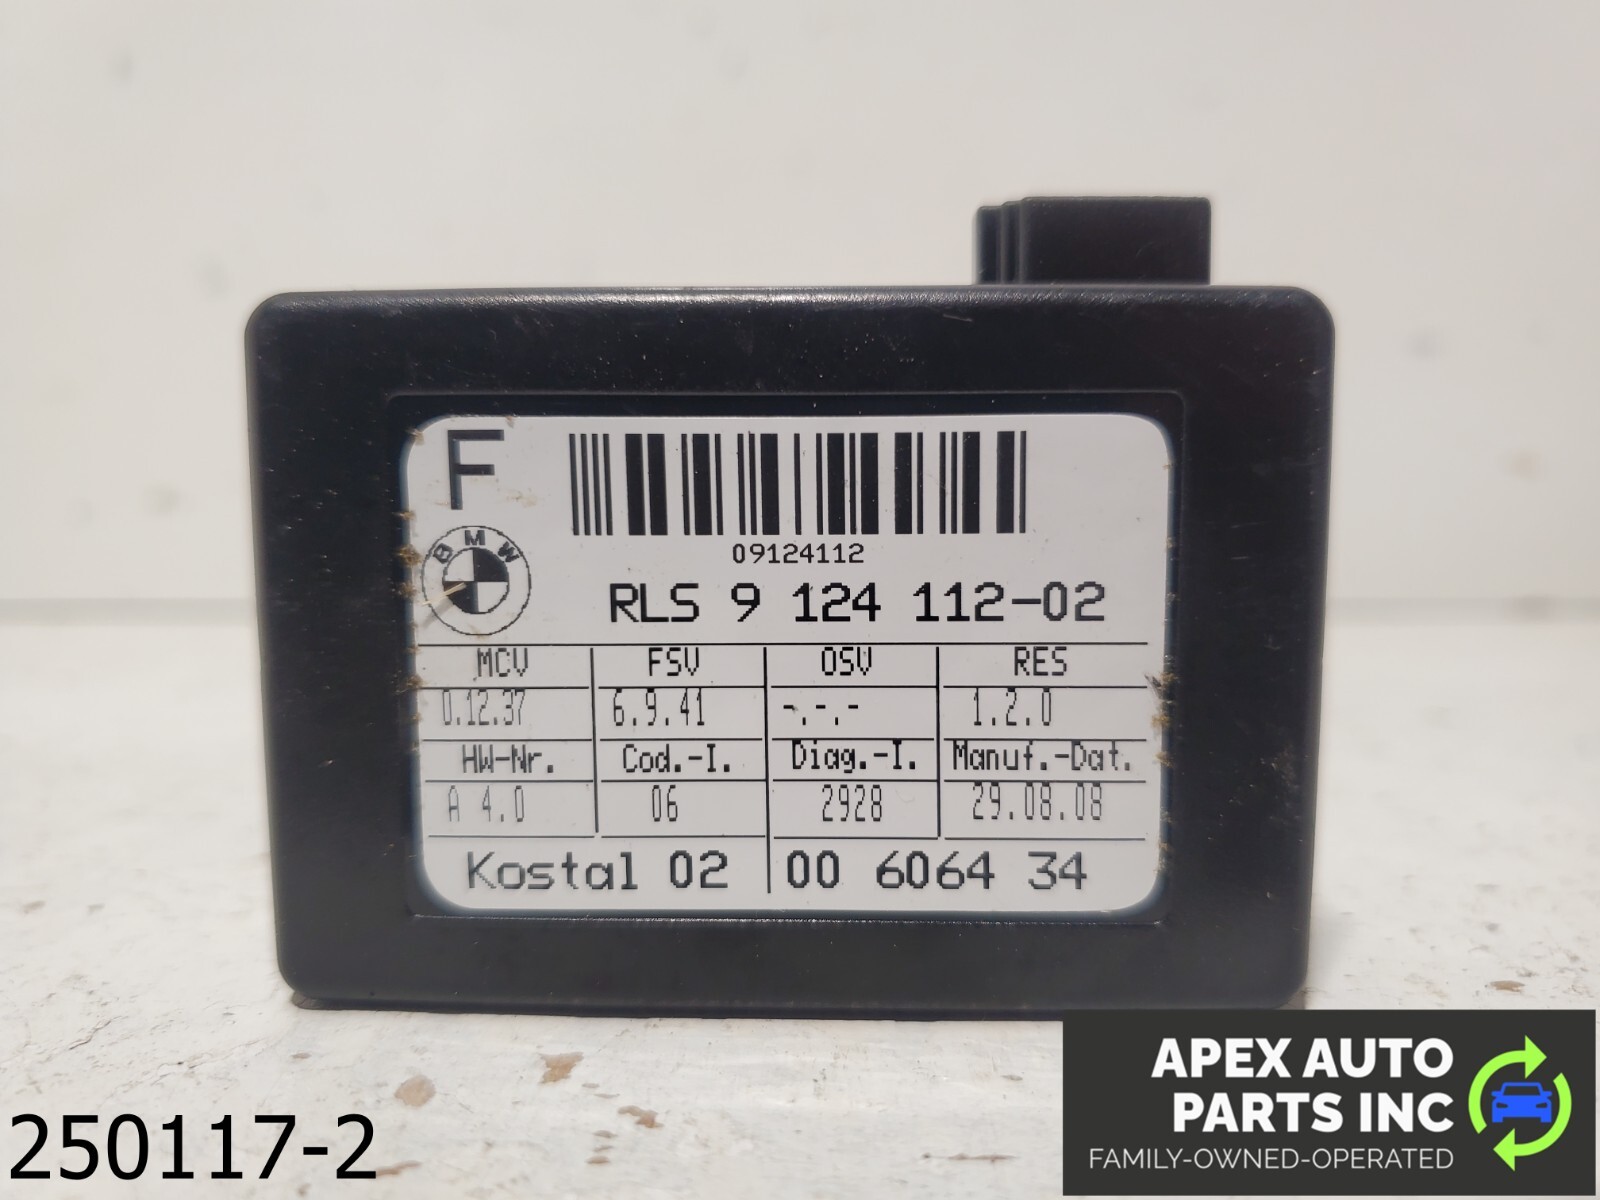 F
BMW
09124112
RLS 9 124 112-02
MCV FSV OSV RES
0.12.37 6.9.41 -.-.- 1.2.0
HW-Nr. Cod.-I. Diag.-I. Manuf.-Dat.
A 4.0 06 2928 29.08.08
Kostal 02 00 6064 34
250117-2
APEX AUTO
PARTS INC
FAMILY-OWNED-OPERATED